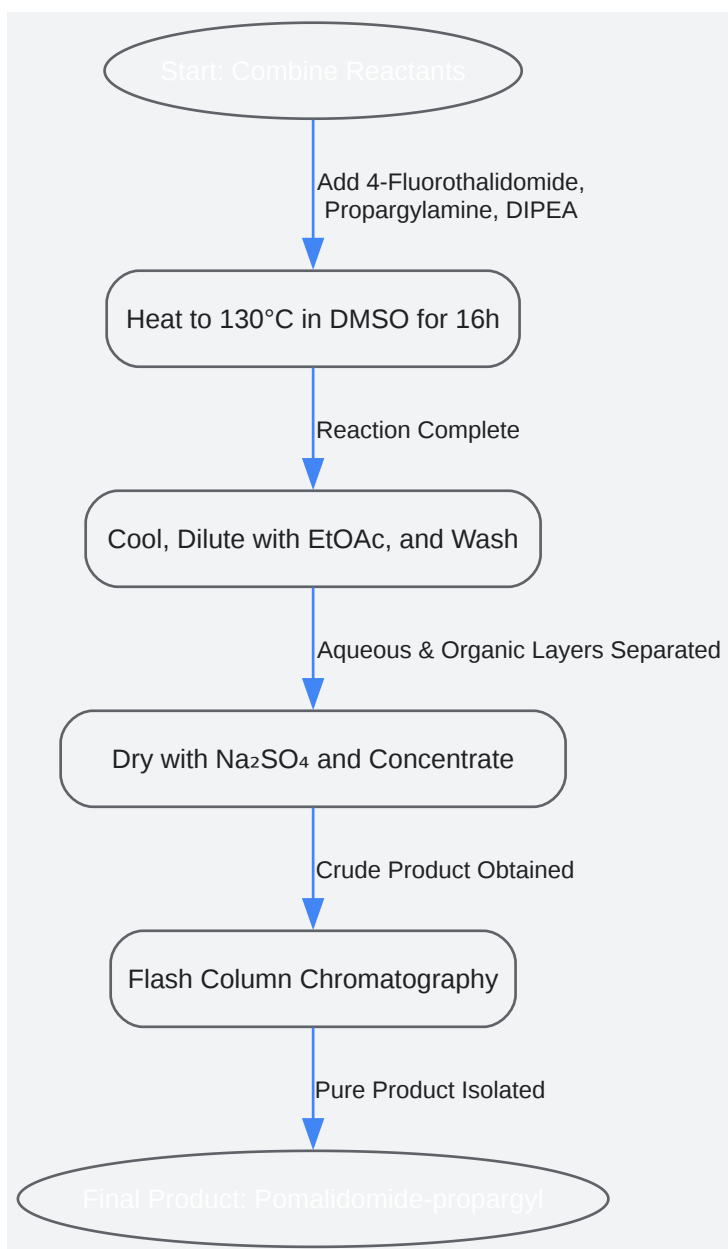 Start: Combine Reactants
Add 4-Fluorothalidomide,
Propargylamine, DIPEA
Heat to 130°C in DMSO for 16h
Reaction Complete
Cool, Dilute with EtOAc, and Wash
Aqueous & Organic Layers Separated
Dry with Na₂SO₄ and Concentrate
Crude Product Obtained
Flash Column Chromatography
Pure Product Isolated
Final Product: Pomalidomide-propargyl